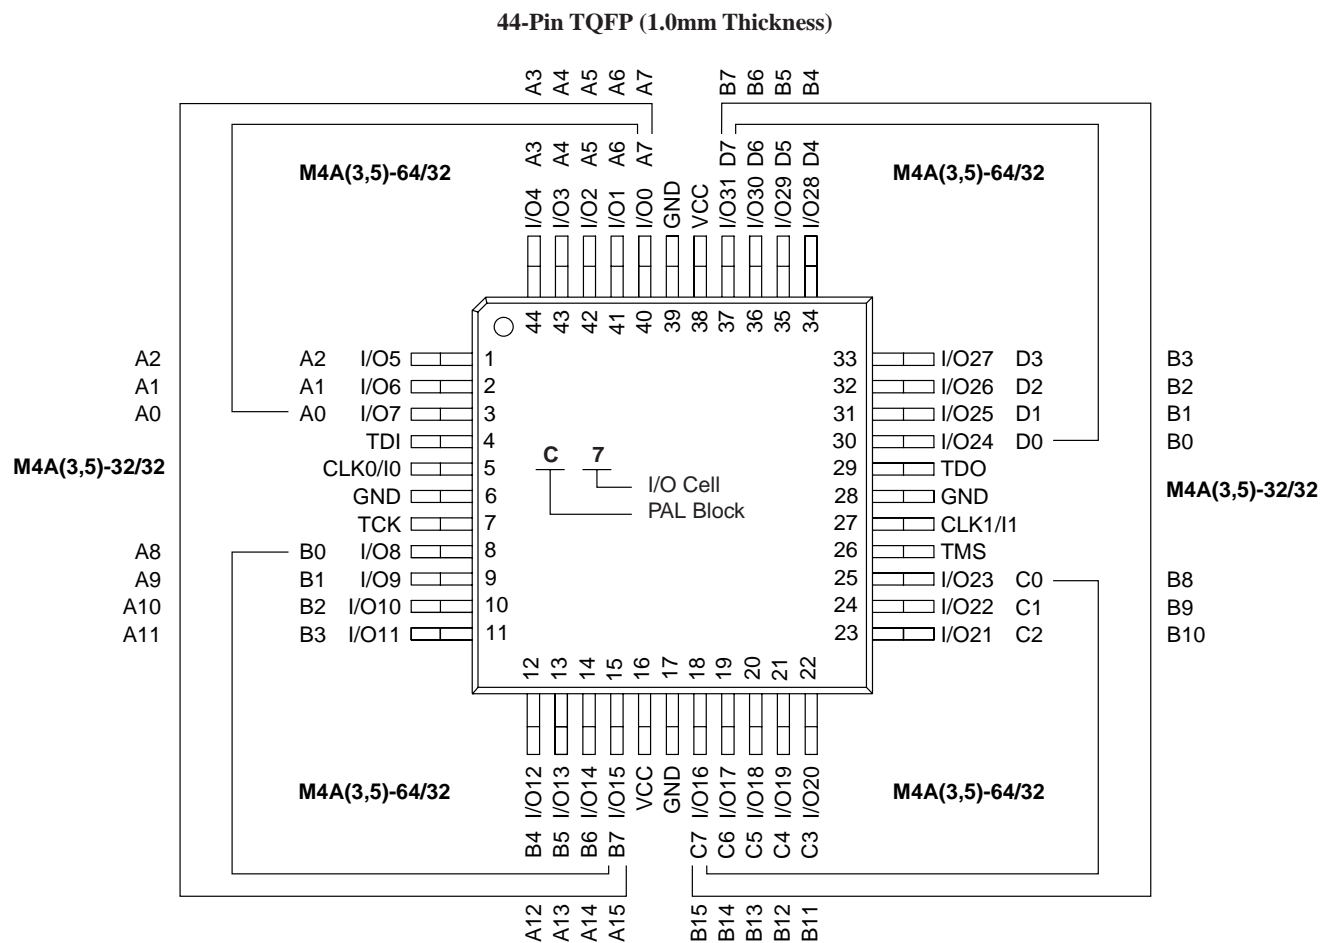 44-Pin TQFP (1.0mm Thickness)
A3 A4 A5 A6 A7 B7 B6 B5 B4
A3 A4 A5 A6 A7 D7 D6 D5 D4
M4A(3,5)-64/32 M4A(3,5)-64/32
I/O4 I/O3 I/O2 I/O1 I/O0 GND VCC I/O31 I/O30 I/O29 I/O28
44 43 42 41 40 39 38 37 36 35 34
A2 A2 I/O5 1 33 I/O27 D3 B3
A1 A1 I/O6 2 32 I/O26 D2 B2
A0 A0 I/O7 3 31 I/O25 D1 B1
TDI 4 30 I/O24 D0 B0
M4A(3,5)-32/32 CLK0/I0 5 C 7 29 TDO
GND 6 I/O Cell 28 GND M4A(3,5)-32/32
TCK 7 PAL Block 27 CLK1/I1
A8 B0 I/O8 8 26 TMS
A9 B1 I/O9 9 25 I/O23 C0 B8
A10 B2 I/O10 10 24 I/O22 C1 B9
A11 B3 I/O11 11 23 I/O21 C2 B10
12 13 14 15 16 17 18 19 20 21 22
I/O12 I/O13 I/O14 I/O15 VCC GND I/O16 I/O17 I/O18 I/O19 I/O20
M4A(3,5)-64/32 M4A(3,5)-64/32
B4 B5 B6 B7 C7 C6 C5 C4 C3
A12 A13 A14 A15 B15 B14 B13 B12 B11